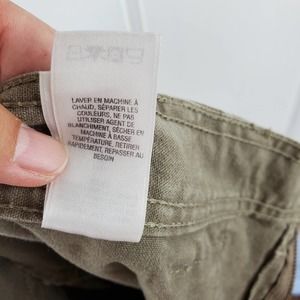 LAVER EN MACHINE À
CHAUD, SÉPARER LES
COULEURS, NE PAS
UTILISER AGENT DE
BLANCHIMENT, SÉCHER EN
MACHINE À BASSE
TEMPÉRATURE, RETIRER
RAPIDEMENT, REPASSER AU
BESOIN